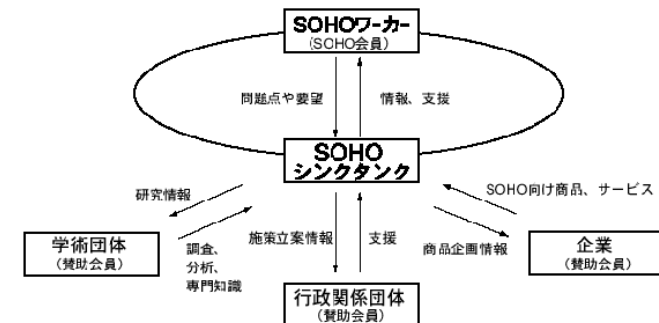 SOHOワーカー
(SOHO会員)
問題点や要望
情報、支援
SOHO
シンクタンク
研究情報
SOHO向け商品、サービス
学術団体
(賛助会員)
調査、
分析、
専門知識
施策立案情報
支援
商品企画情報
企業
(賛助会員)
行政関係団体
(賛助会員)